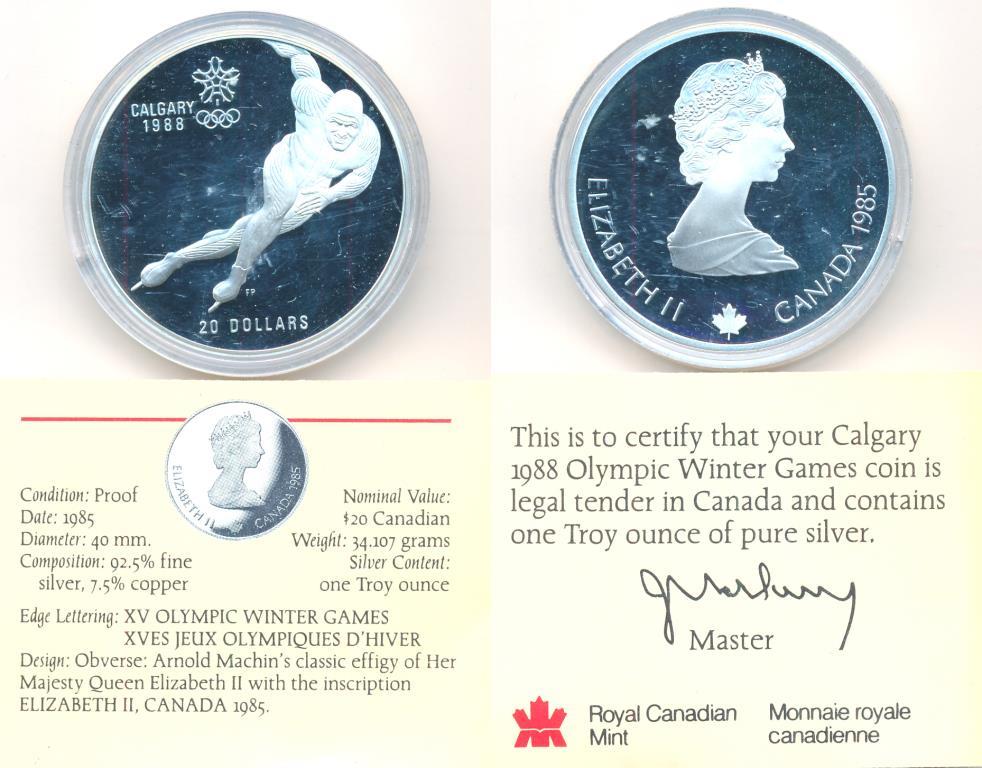 CALGARY
1988
FP
20 DOLLARS
ELIZABETH II
CANADA 1985
ELIZABETH II
CANADA 1985
Condition: Proof
Date: 1985
Diameter: 40 mm.
Composition: 92.5% fine
silver, 7.5% copper
Nominal Value:
$20 Canadian
Weight: 34.107 grams
Silver Content:
one Troy ounce
Edge Lettering: XV OLYMPIC WINTER GAMES
XVES JEUX OLYMPIQUES D'HIVER
Design: Obverse: Arnold Machin's classic effigy of Her
Majesty Queen Elizabeth II with the inscription
ELIZABETH II, CANADA 1985.
This is to certify that your Calgary
1988 Olympic Winter Games coin is
legal tender in Canada and contains
one Troy ounce of pure silver.
Master
Royal Canadian
Mint
Monnaie royale
canadienne